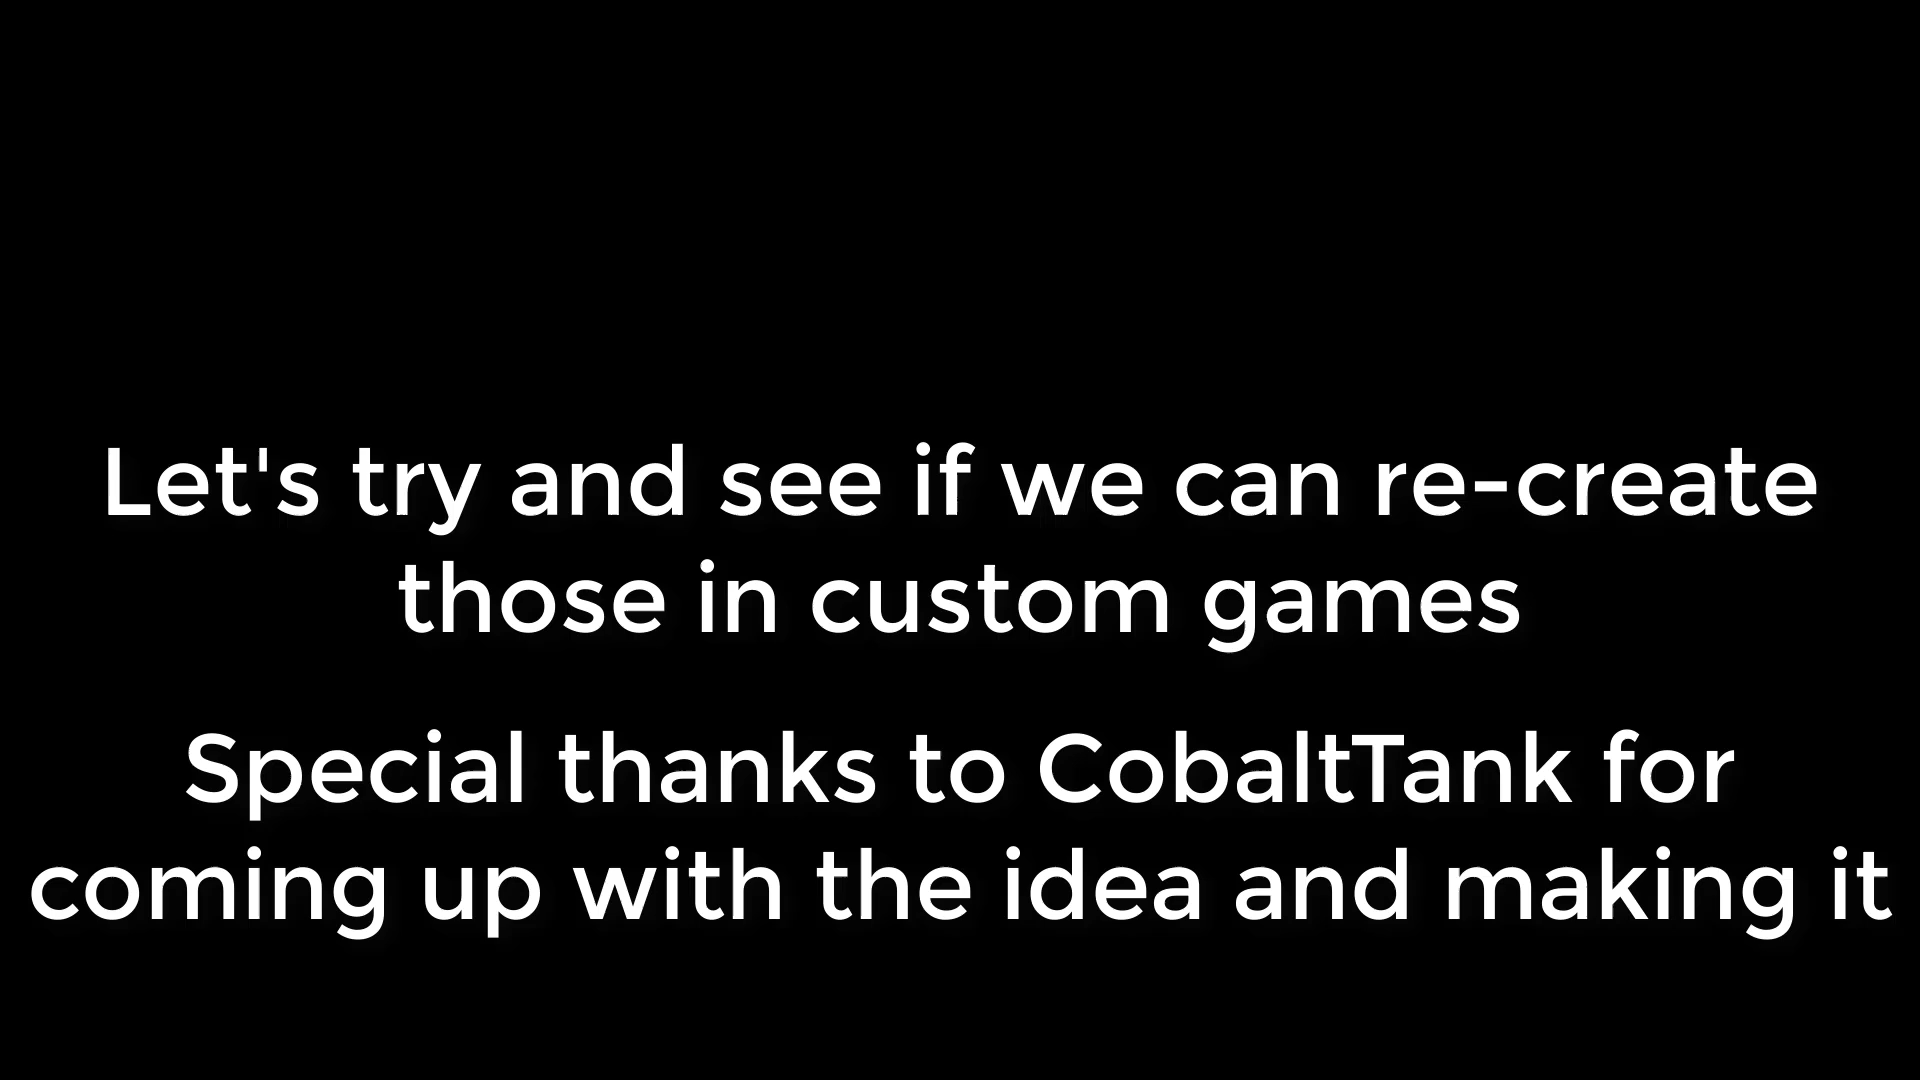 Let's try and see if we can re-create
those in custom games
Special thanks to CobaltTank for
coming up with the idea and making it